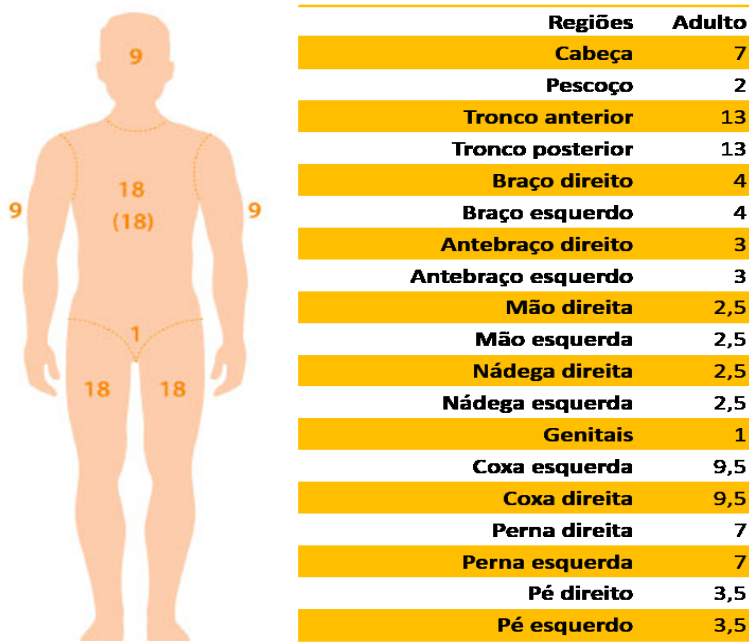 9
18
(18)
9
9
1
18
18
Regiões Adulto
Cabeça 7
Pescoço 2
Tronco anterior 13
Tronco posterior 13
Braço direito 4
Braço esquerdo 4
Antebraço direito 3
Antebraço esquerdo 3
Mão direita 2,5
Mão esquerda 2,5
Nádega direita 2,5
Nádega esquerda 2,5
Genitais 1
Coxa esquerda 9,5
Coxa direita 9,5
Perna direita 7
Perna esquerda 7
Pé direito 3,5
Pé esquerdo 3,5